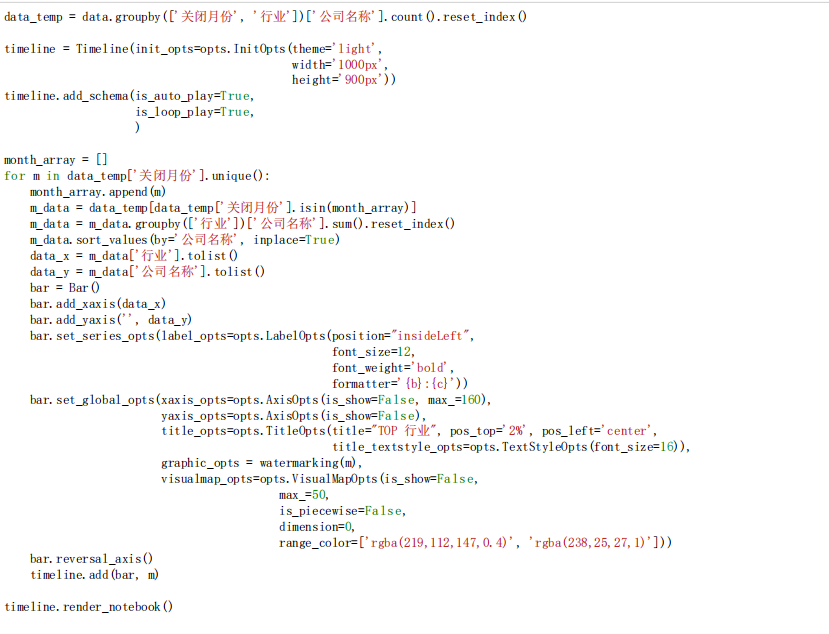 data_temp = data.groupby(['关闭月份', '行业'])['公司名称'].count().reset_index()
timeline = Timeline(init_opts=opts.InitOpts(theme='light',
width='1000px',
height='900px'))
timeline.add_schema(is_auto_play=True,
is_loop_play=True,
)
month_array = []
for m in data_temp['关闭月份'].unique():
month_array.append(m)
m_data = data_temp[data_temp['关闭月份'].isin(month_array)]
m_data = m_data.groupby(['行业'])['公司名称'].sum().reset_index()
m_data.sort_values(by='公司名称', inplace=True)
data_x = m_data['行业'].tolist()
data_y = m_data['公司名称'].tolist()
bar = Bar()
bar.add_xaxis(data_x)
bar.add_yaxis('', data_y)
bar.set_series_opts(label_opts=opts.LabelOpts(position="insideLeft",
font_size=12,
font_weight='bold',
formatter='{b}:{c}'))
bar.set_global_opts(xaxis_opts=opts.AxisOpts(is_show=False, max_=160),
yaxis_opts=opts.AxisOpts(is_show=False),
title_opts=opts.TitleOpts(title="TOP 行业", pos_top='2%', pos_left='center',
title_textstyle_opts=opts.TextStyleOpts(font_size=16)),
graphic_opts = watermarking(m),
visualmap_opts=opts.VisualMapOpts(is_show=False,
max_=50,
is_piecewise=False,
dimension=0,
range_color=['rgba(219,112,147,0.4)', 'rgba(238,25,27,1)']))
bar.reversal_axis()
timeline.add(bar, m)
timeline.render_notebook()